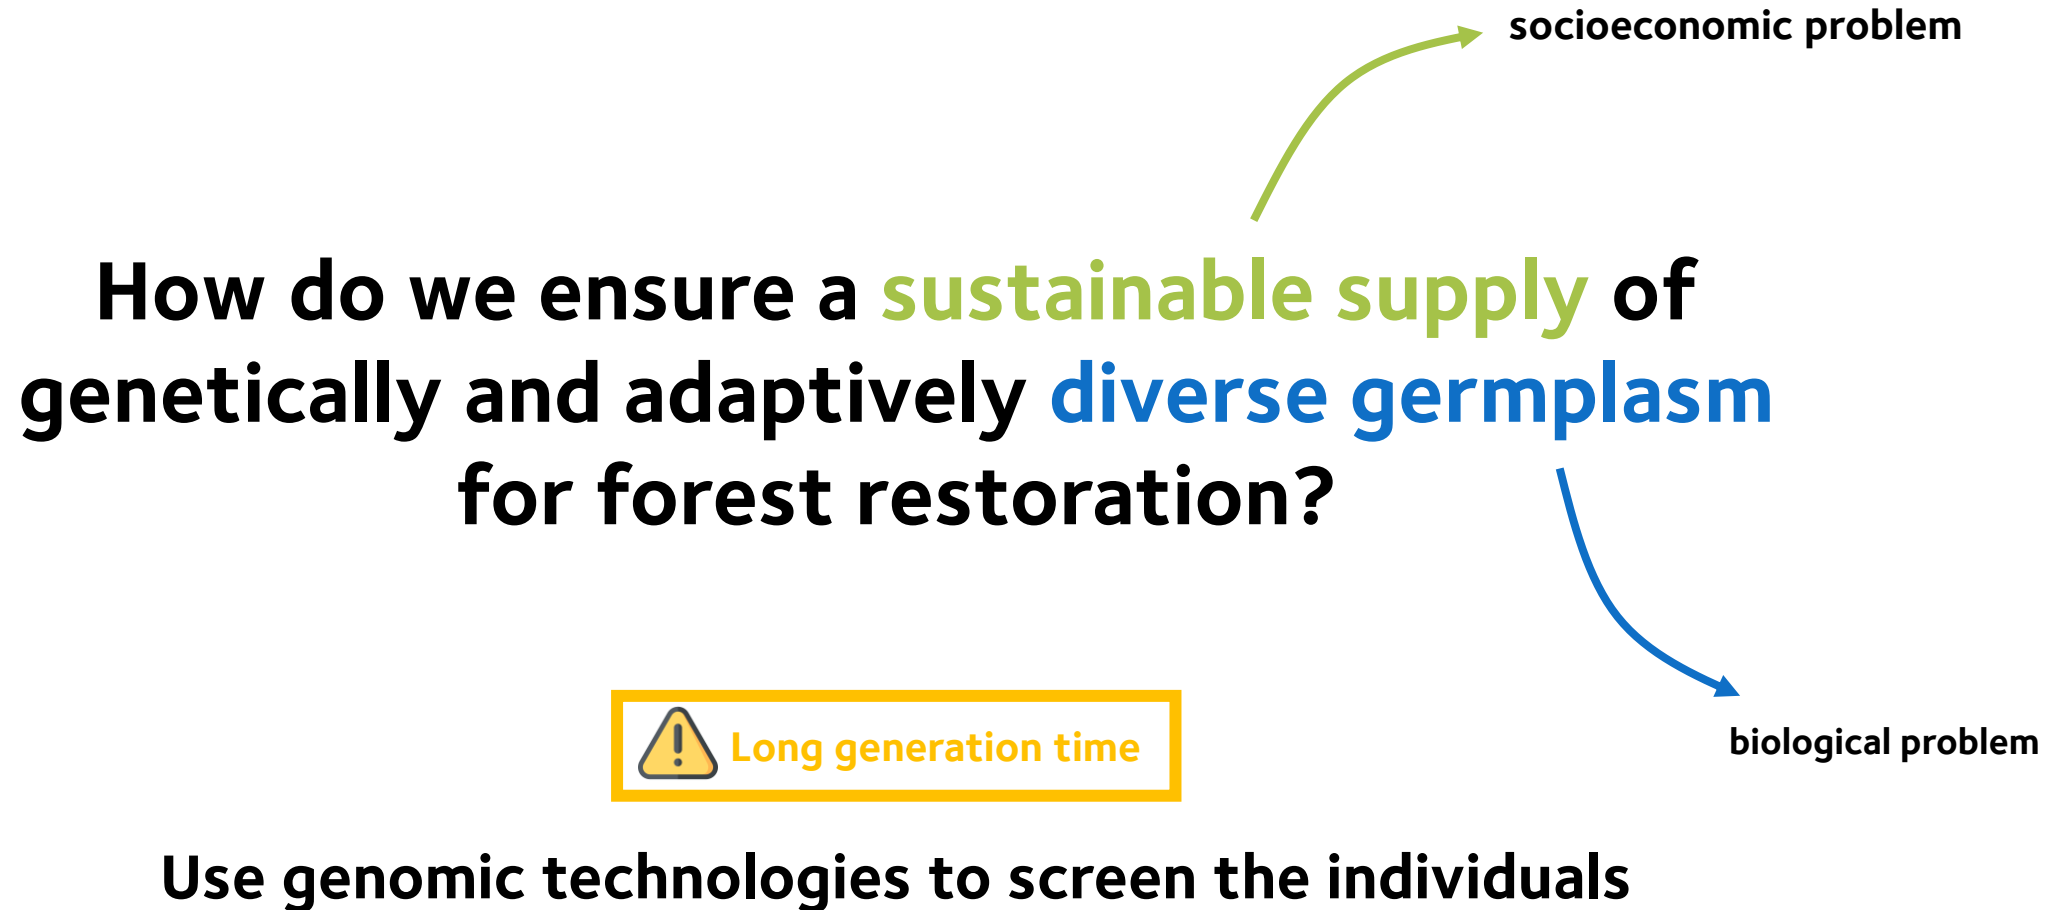 socioeconomic problem
How do we ensure a sustainable supply of
genetically and adaptively diverse germplasm
for forest restoration?
Long generation time
biological problem
Use genomic technologies to screen the individuals